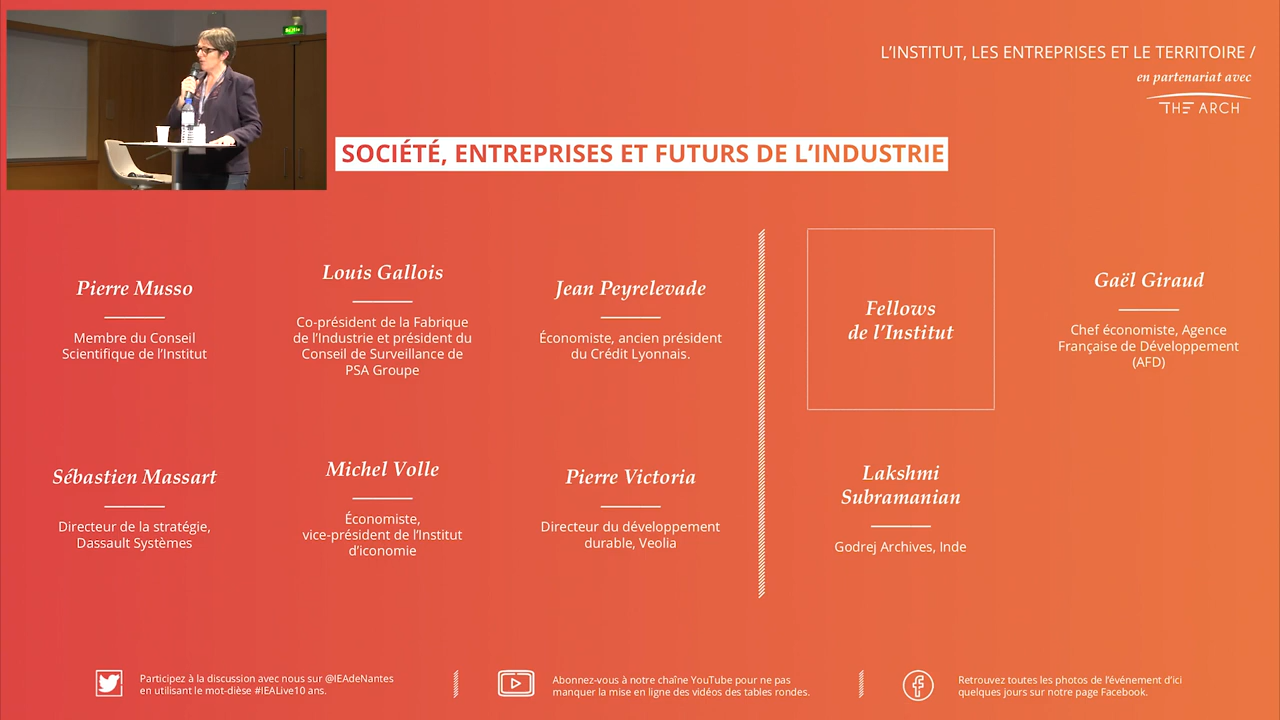 L'INSTITUT, LES ENTREPRISES ET LE TERRITOIRE /
en partenariat avec
THE ARCH
SOCIÉTÉ, ENTREPRISES ET FUTURS DE L'INDUSTRIE
Pierre Musso
Membre du Conseil
Scientifique de l'Institut
Louis Gallois
Co-président de la Fabrique
de l'Industrie et président du
Conseil de Surveillance de
PSA Groupe
Jean Peyrelevade
Économiste, ancien président
du Crédit Lyonnais.
Fellows
de l'Institut
Gaël Giraud
Chef économiste, Agence
Française de Développement
(AFD)
Sébastien Massart
Directeur de la stratégie,
Dassault Systèmes
Michel Volle
Économiste,
vice-président de l'Institut
d'iconomie
Pierre Victoria
Directeur du développement
durable, Veolia
Lakshmi
Subramanian
Godrej Archives, Inde
Participez à la discussion avec nous sur @IEAdeNantes
en utilisant le mot-dièse #IEALive10 ans.
Abonnez-vous à notre chaîne YouTube pour ne pas
manquer la mise en ligne des vidéos des tables rondes.
Retrouvez toutes les photos de l'événement d'ici
quelques jours sur notre page Facebook.